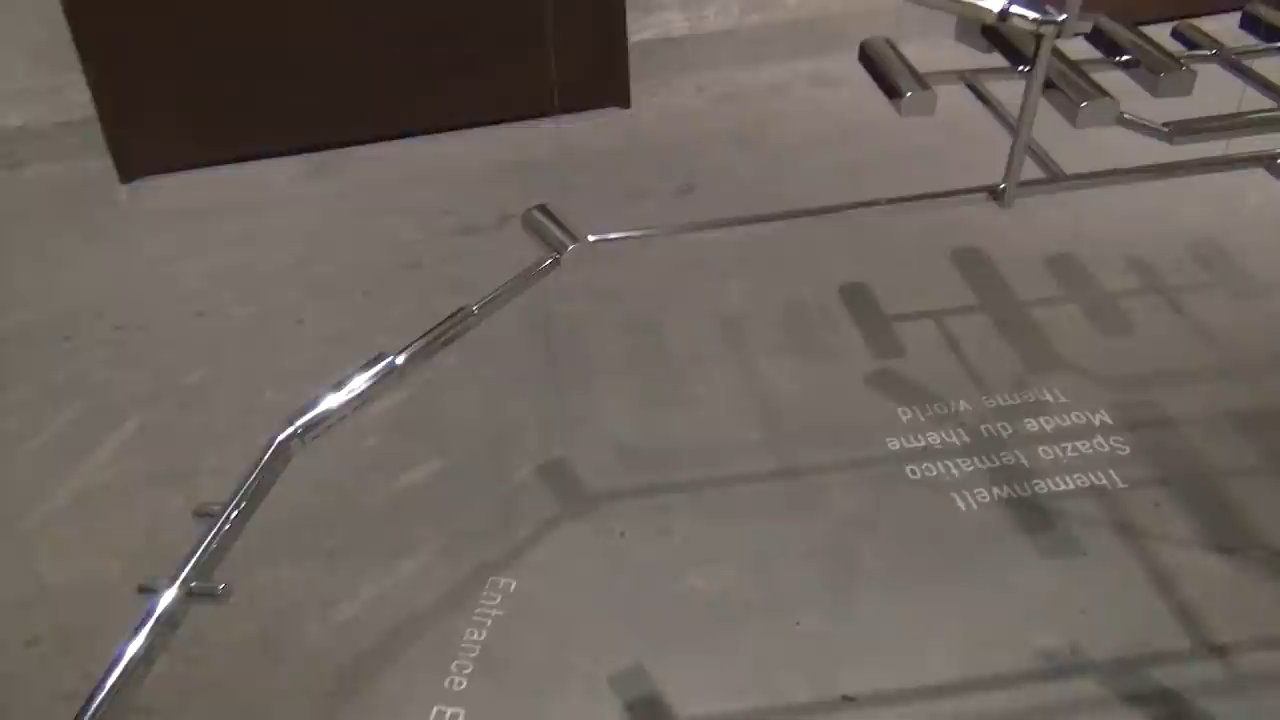 Themenwelt
Spazio tematico
Monde du thème
Theme world
Entrance E